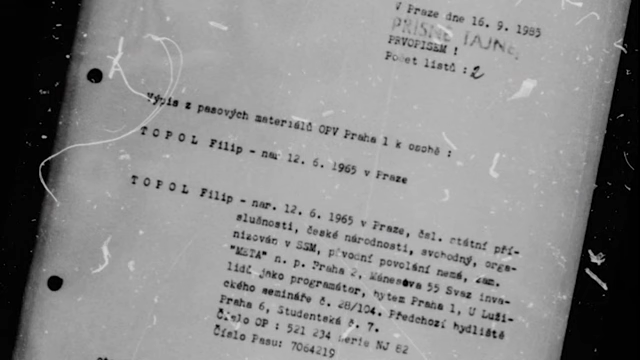 V Praze dne 16. 9. 1985
PŘÍSNĚ TAJNÉ
PRVOPISEM !
Počet listů : 2
Výpis z pasových materiálů OPV Praha 1 k osobě :
T O P O L Filip - nar 12. 6. 1965 v Praze
T O P O L Filip - nar. 12. 6. 1965 v Praze, čsl. státní pří-
slušnosti, české národnosti, svobodný, orga-
nizován v SSM, původní povolání nemá, zam.
"META" n. p. Praha 2, Mánesova 55 Svaz inva-
lidů jako programátor, bytem Praha 1, U Luži-
ckého semináře č. 28/104. Předchozí bydliště
Praha 6, Studentská č. 7.
Číslo OP : 521 234 serie NJ 82
Číslo Pasu: 7064219